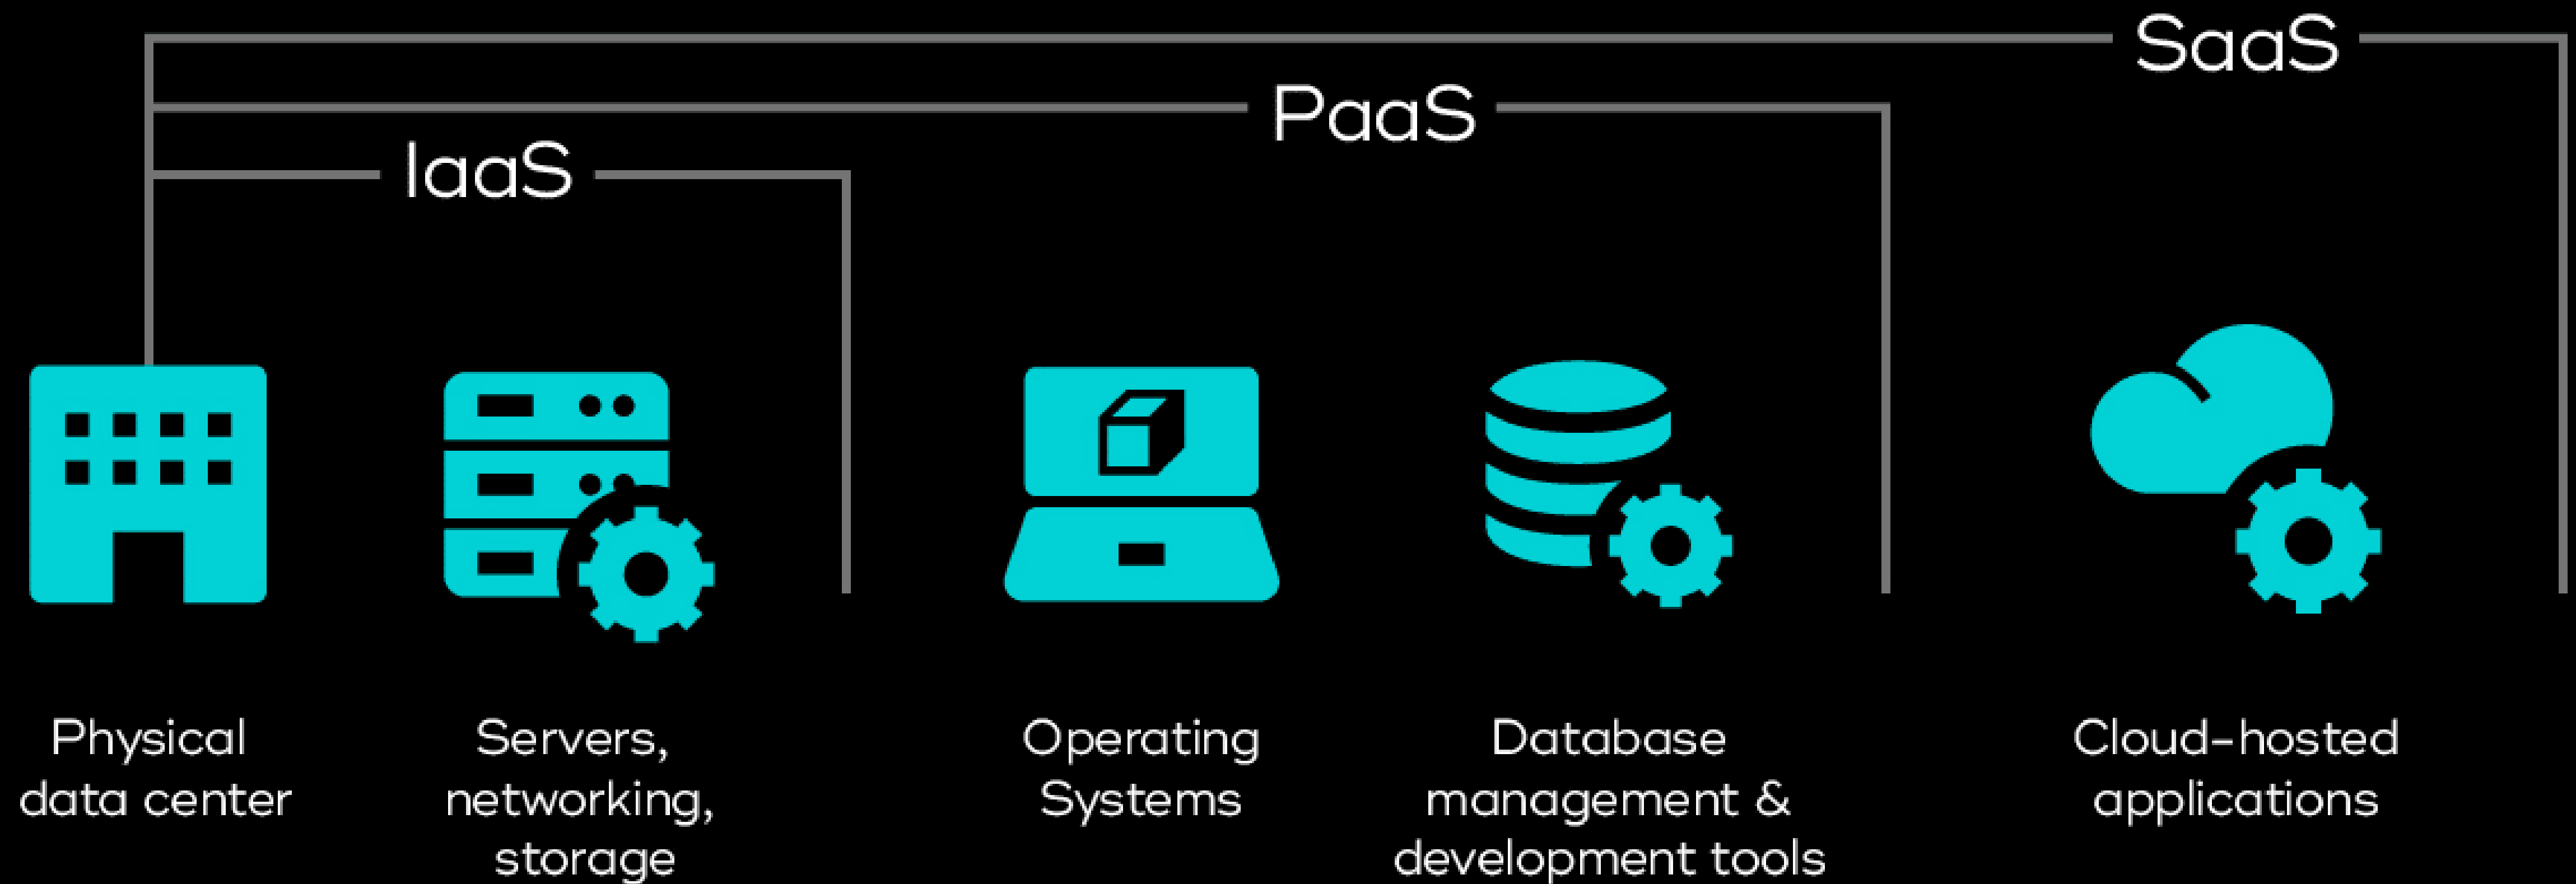 SaaS
PaaS
IaaS
Physical
data center
Servers,
networking,
storage
Operating
Systems
Database
management &
development tools
Cloud-hosted
applications